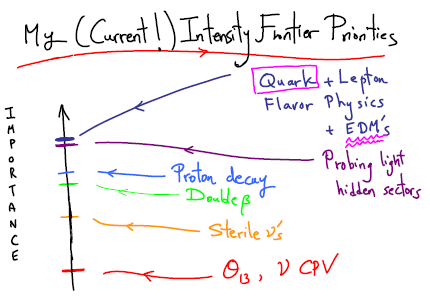 My (Current!) Intensity Frontier Priorities
IMPORTANCE
Quark + Lepton
Flavor Physics
+ EDM's
Probing light
hidden sectors
Proton decay
Double β
Sterile ν's
θ13, ν CPV